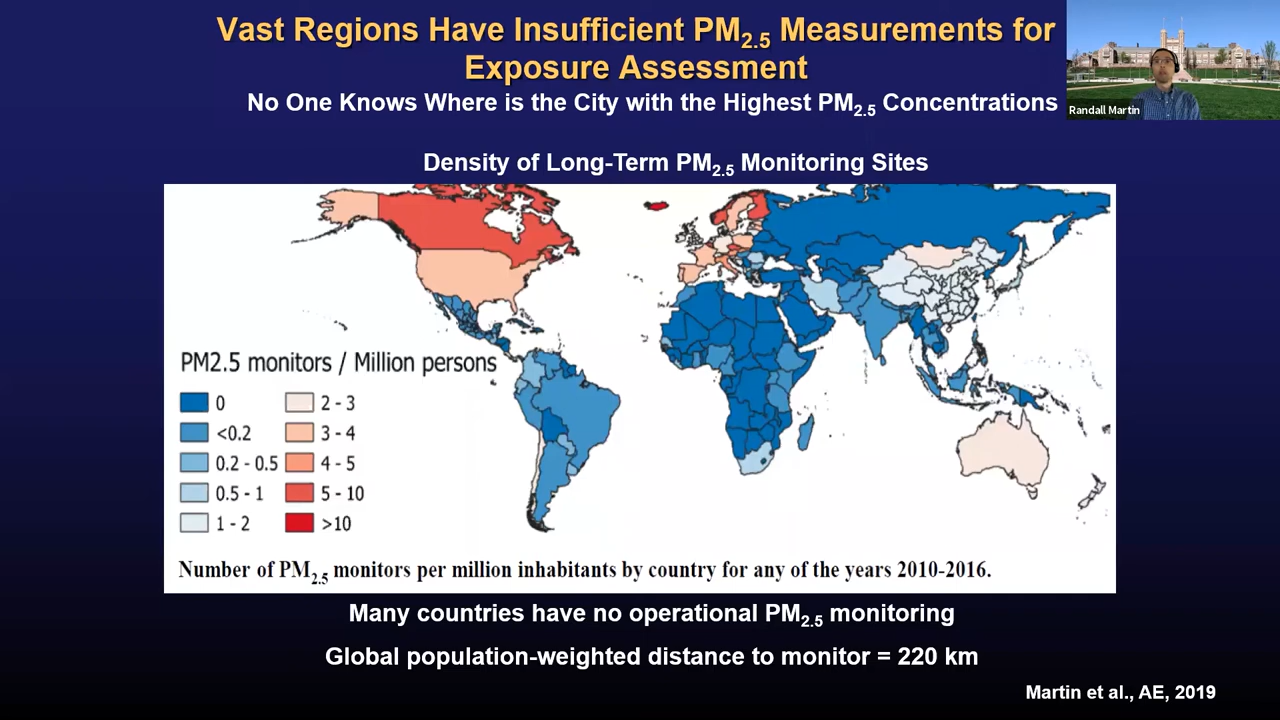 Vast Regions Have Insufficient PM2.5 Measurements for
Exposure Assessment
No One Knows Where is the City with the Highest PM2.5 Concentrations
Randall Martin
Density of Long-Term PM2.5 Monitoring Sites
PM2.5 monitors / Million persons
0
<0.2
0.2 - 0.5
0.5 - 1
1 - 2
2 - 3
3 - 4
4 - 5
5 - 10
>10
Number of PM2.5 monitors per million inhabitants by country for any of the years 2010-2016.
Many countries have no operational PM2.5 monitoring
Global population-weighted distance to monitor = 220 km
Martin et al., AE, 2019